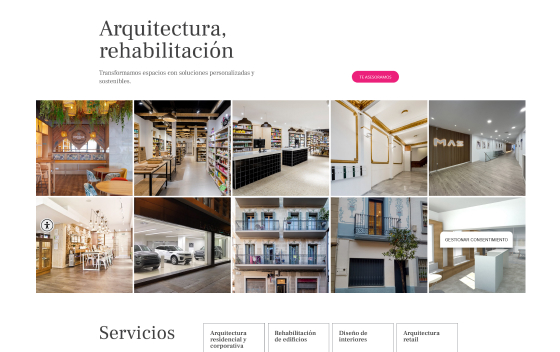 Arquitectura,
rehabilitación
Transformamos espacios con soluciones personalizadas y
sostenibles.
TE ASESORAMOS
MAS
GESTIONAR CONSENTIMIENTO
Servicios
Arquitectura
residencial y
corporativa
Rehabilitación
de edificios
Diseño de
interiores
Arquitectura
retail